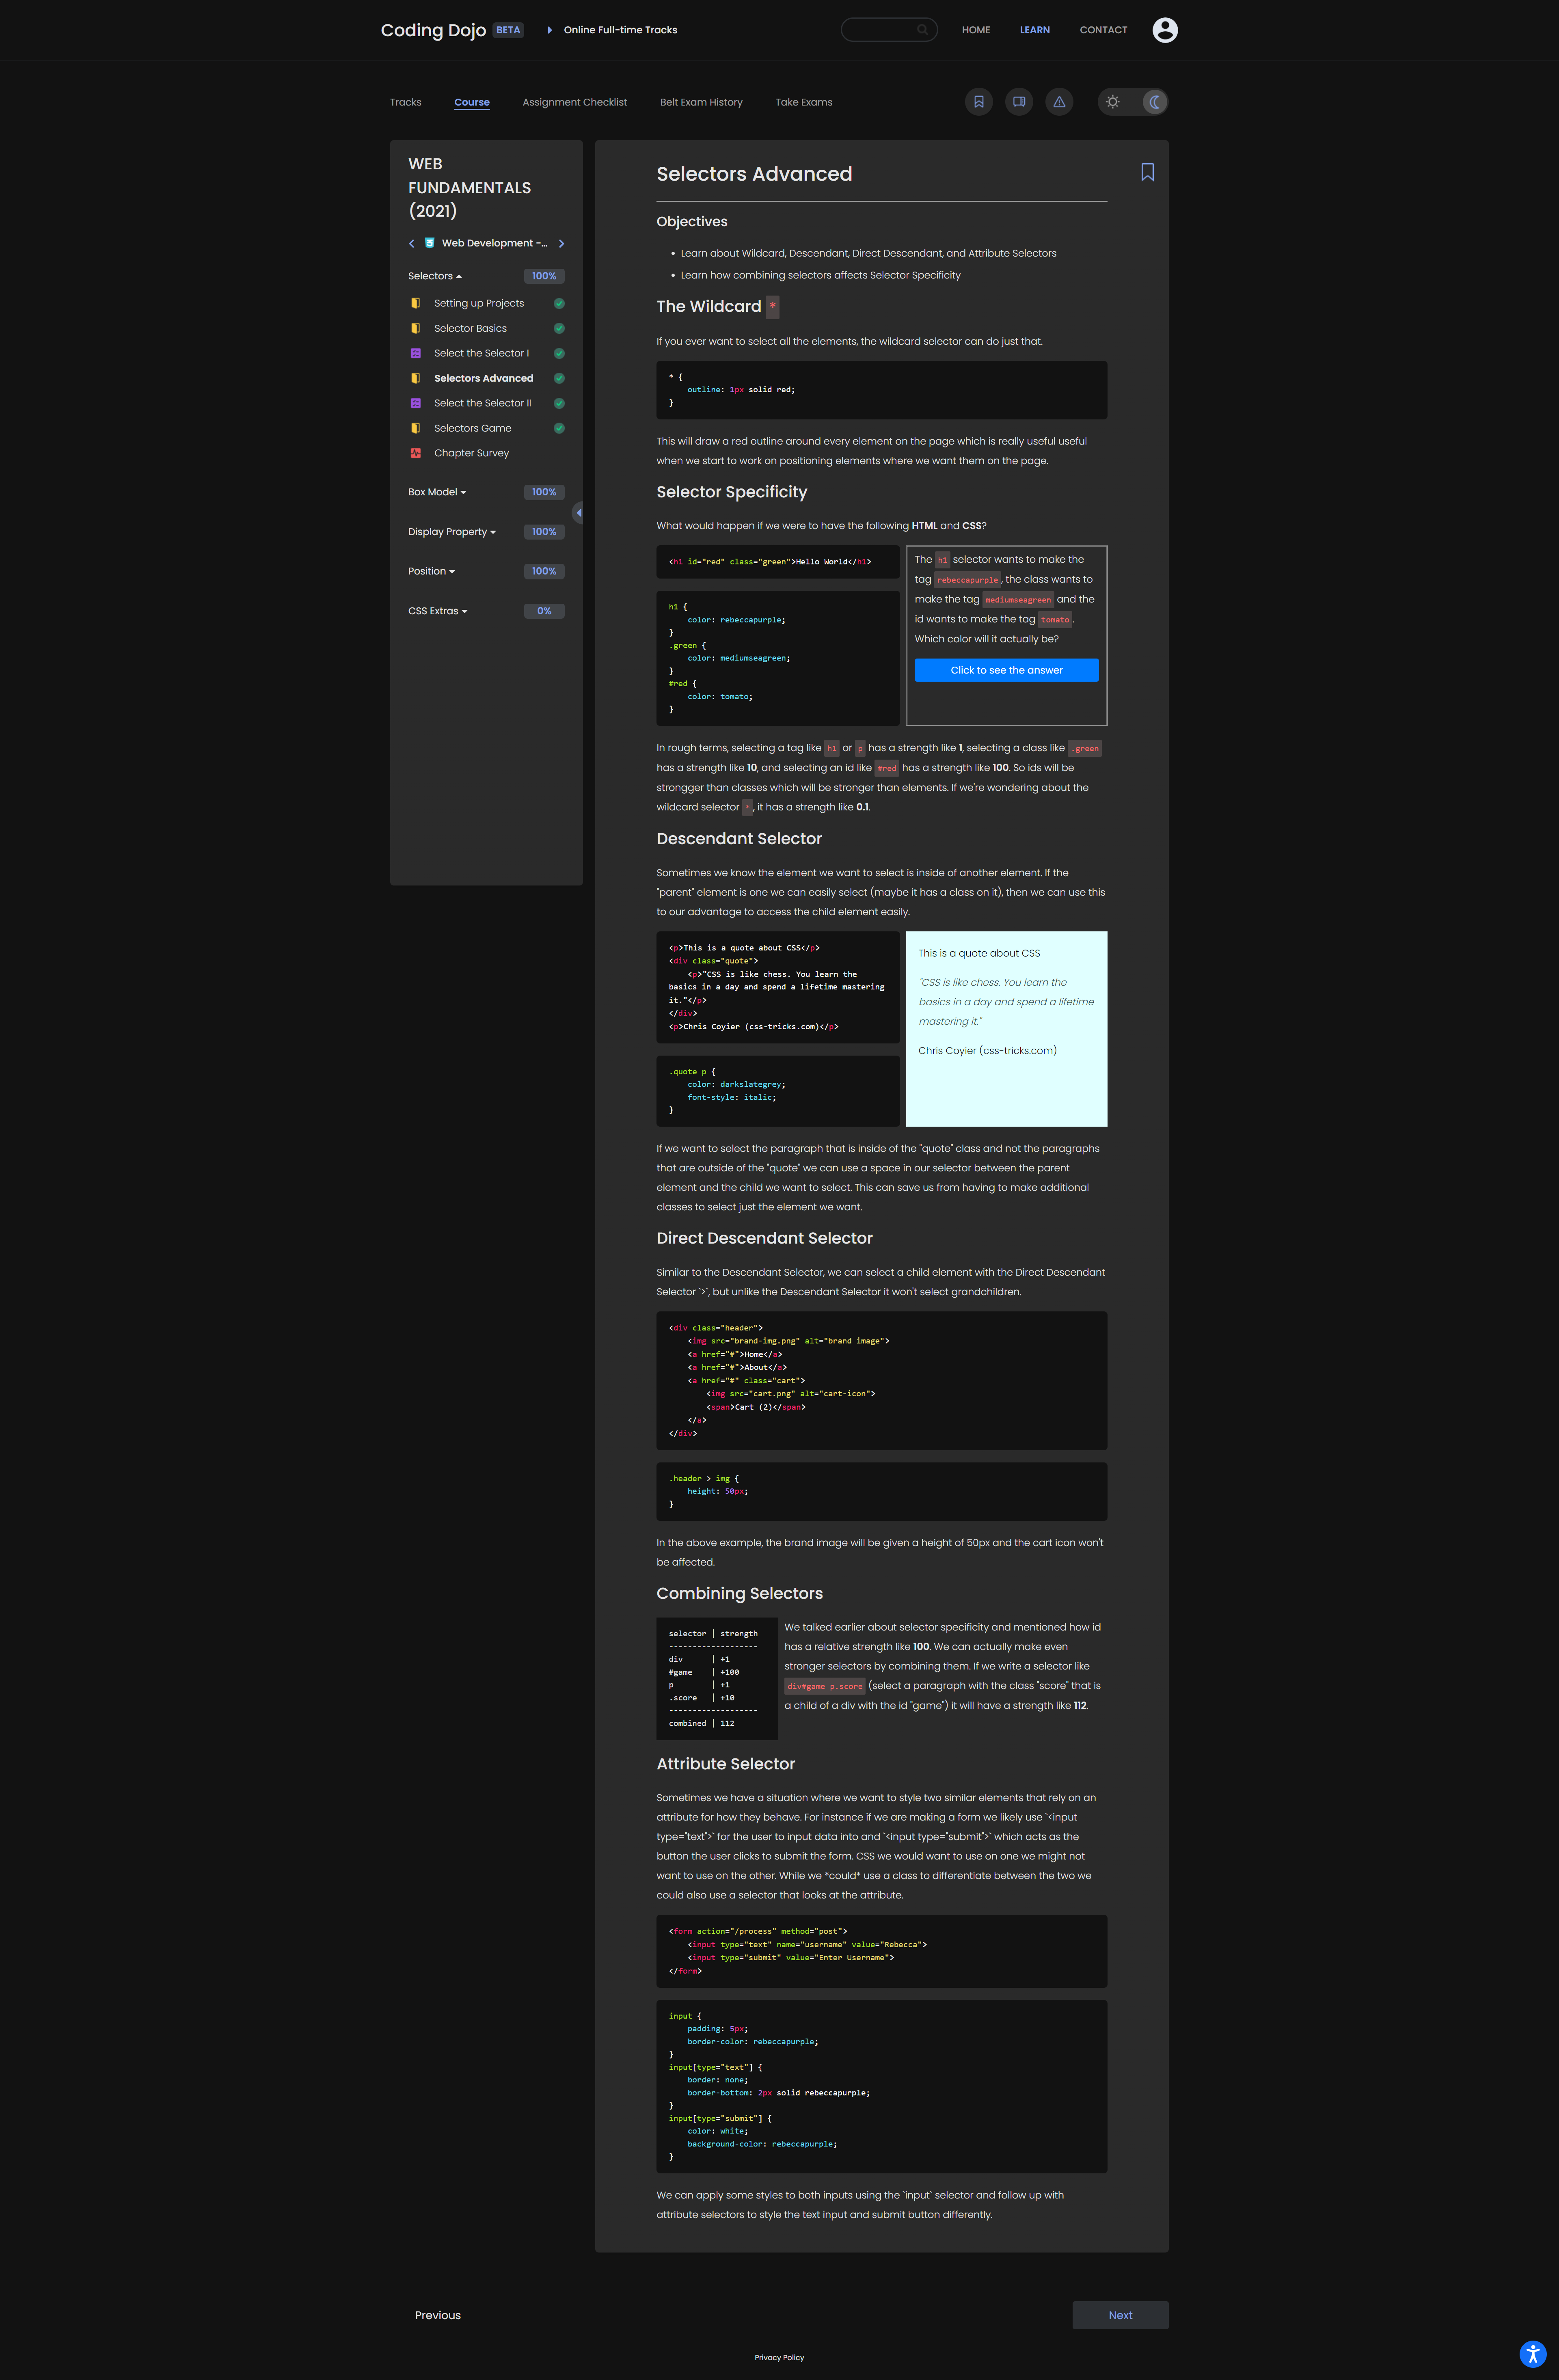 Coding Dojo BETA Online Full-time Tracks HOME LEARN CONTACT
Tracks Course Assignment Checklist Belt Exam History Take Exams
WEB
FUNDAMENTALS
(2021)
Web Development -...
Selectors 100%
Setting up Projects
Selector Basics
Select the Selector I
Selectors Advanced
Select the Selector II
Selectors Game
Chapter Survey
Box Model 100%
Display Property 100%
Position 100%
CSS Extras 0%
Selectors Advanced
Objectives
• Learn about Wildcard, Descendant, Direct Descendant, and Attribute Selectors
• Learn how combining selectors affects Selector Specificity
The Wildcard *
If you ever want to select all the elements, the wildcard selector can do just that.
* {
    outline: 1px solid red;
}
This will draw a red outline around every element on the page which is really useful useful
when we start to work on positioning elements where we want them on the page.
Selector Specificity
What would happen if we were to have the following HTML and CSS?
<h1 id="red" class="green">Hello World</h1>
h1 {
    color: rebeccapurple;
}
.green {
    color: mediumseagreen;
}
#red {
    color: tomato;
}
The h1 selector wants to make the
tag rebeccapurple, the class wants to
make the tag mediumseagreen and the
id wants to make the tag tomato.
Which color will it actually be?
Click to see the answer
In rough terms, selecting a tag like h1 or p has a strength like 1, selecting a class like .green
has a strength like 10, and selecting an id like #red has a strength like 100. So ids will be
strongger than classes which will be stronger than elements. If we're wondering about the
wildcard selector *, it has a strength like 0.1.
Descendant Selector
Sometimes we know the element we want to select is inside of another element. If the
"parent" element is one we can easily select (maybe it has a class on it), then we can use this
to our advantage to access the child element easily.
<p>This is a quote about CSS</p>
<div class="quote">
    <p>"CSS is like chess. You learn the
basics in a day and spend a lifetime mastering
it."</p>
</div>
<p>Chris Coyier (css-tricks.com)</p>
.quote p {
    color: darkslategrey;
    font-style: italic;
}
This is a quote about CSS
"CSS is like chess. You learn the
basics in a day and spend a lifetime
mastering it."
Chris Coyier (css-tricks.com)
If we want to select the paragraph that is inside of the "quote" class and not the paragraphs
that are outside of the "quote" we can use a space in our selector between the parent
element and the child we want to select. This can save us from having to make additional
classes to select just the element we want.
Direct Descendant Selector
Similar to the Descendant Selector, we can select a child element with the Direct Descendant
Selector `>`, but unlike the Descendant Selector it won't select grandchildren.
<div class="header">
    <img src="brand-img.png" alt="brand image">
    <a href="#">Home</a>
    <a href="#">About</a>
    <a href="#" class="cart">
        <img src="cart.png" alt="cart-icon">
        <span>Cart (2)</span>
    </a>
</div>
.header > img {
    height: 50px;
}
In the above example, the brand image will be given a height of 50px and the cart icon won't
be affected.
Combining Selectors
selector | strength
-------------------
div      | +1
#game    | +100
p        | +1
.score   | +10
-------------------
combined | 112
We talked earlier about selector specificity and mentioned how id
has a relative strength like 100. We can actually make even
stronger selectors by combining them. If we write a selector like
div#game p.score (select a paragraph with the class "score" that is
a child of a div with the id "game") it will have a strength like 112.
Attribute Selector
Sometimes we have a situation where we want to style two similar elements that rely on an
attribute for how they behave. For instance if we are making a form we likely use `<input
type="text">` for the user to input data into and `<input type="submit">` which acts as the
button the user clicks to submit the form. CSS we would want to use on one we might not
want to use on the other. While we *could* use a class to differentiate between the two we
could also use a selector that looks at the attribute.
<form action="/process" method="post">
    <input type="text" name="username" value="Rebecca">
    <input type="submit" value="Enter Username">
</form>
input {
    padding: 5px;
    border-color: rebeccapurple;
}
input[type="text"] {
    border: none;
    border-bottom: 2px solid rebeccapurple;
}
input[type="submit"] {
    color: white;
    background-color: rebeccapurple;
}
We can apply some styles to both inputs using the `input` selector and follow up with
attribute selectors to style the text input and submit button differently.
Previous Next
Privacy Policy